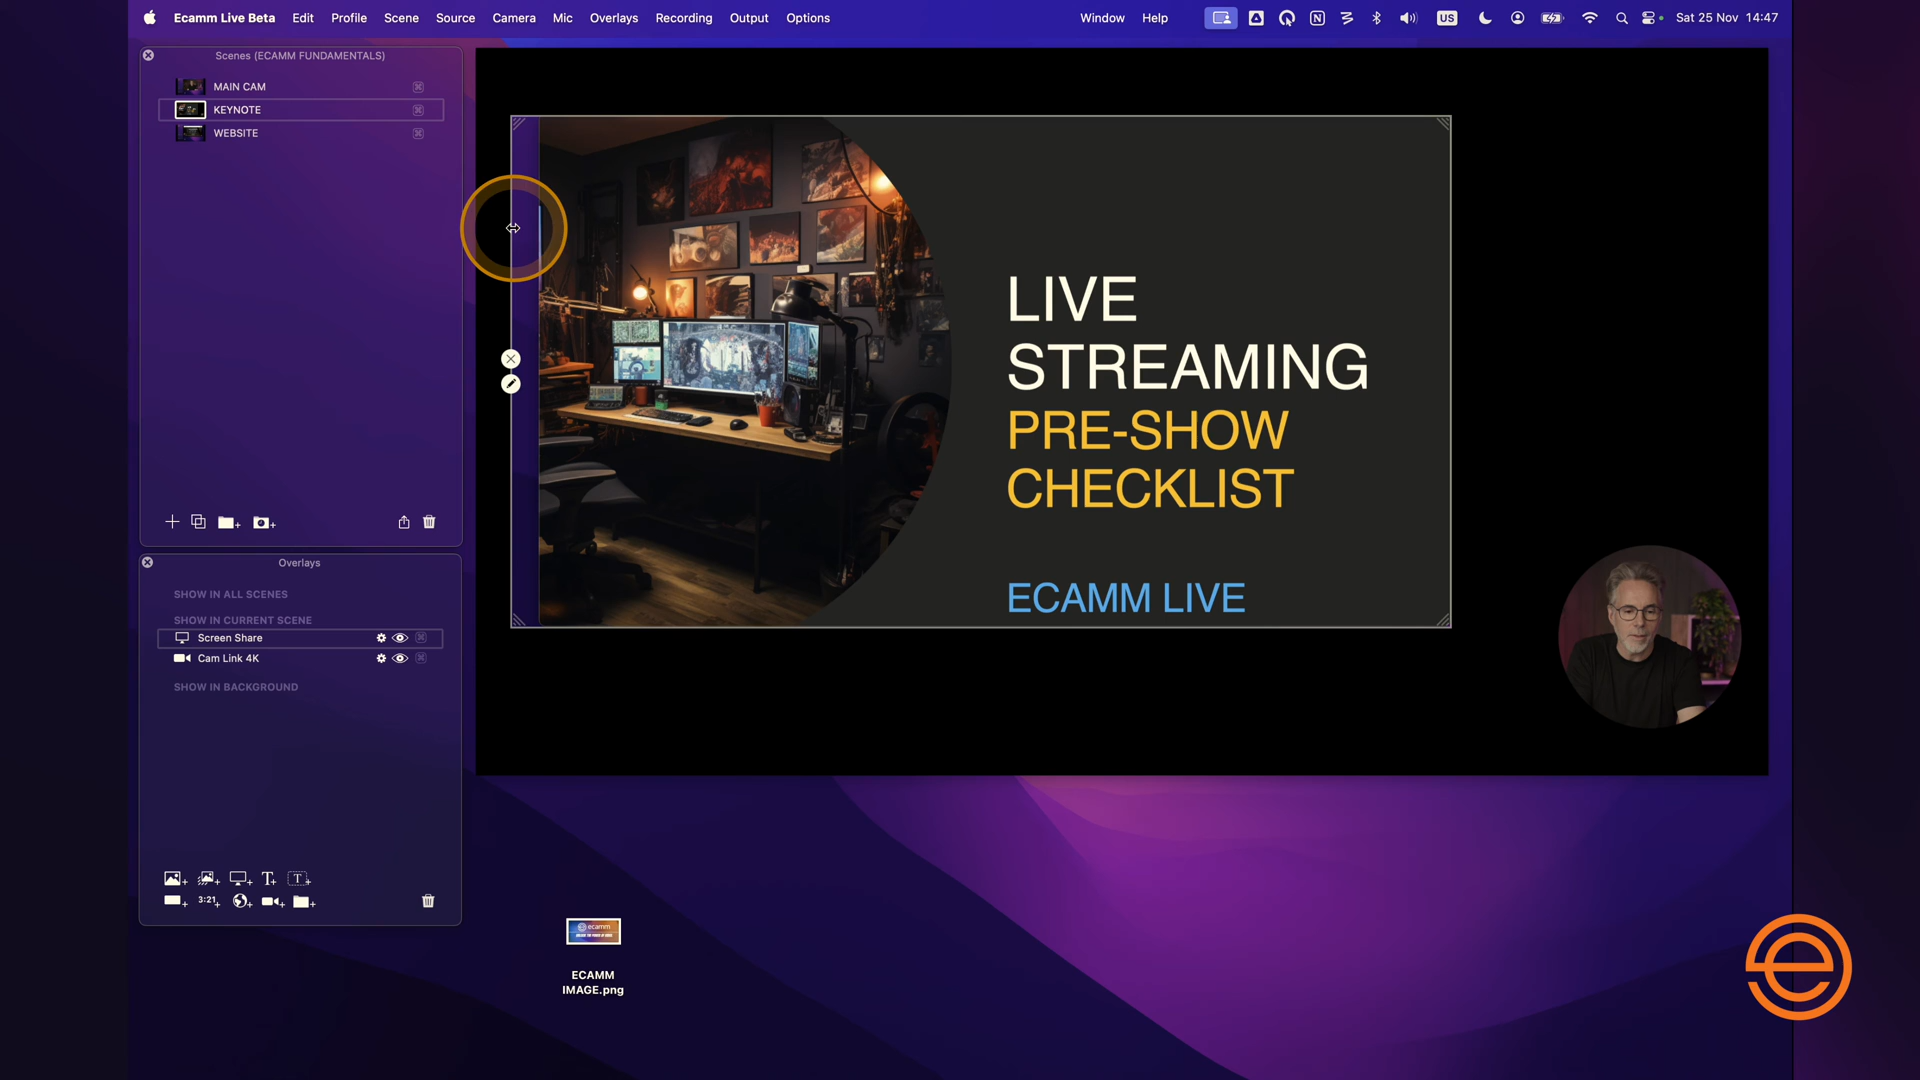 Ecamm Live Beta Edit Profile Scene Source Camera Mic Overlays Recording Output Options Window Help US Sat 25 Nov 14:47
Scenes (ECAMM FUNDAMENTALS)
MAIN CAM
KEYNOTE
WEBSITE
LIVE
STREAMING
PRE-SHOW
CHECKLIST
ECAMM LIVE
Overlays
SHOW IN ALL SCENES
SHOW IN CURRENT SCENE
Screen Share
Cam Link 4K
SHOW IN BACKGROUND
3:21
ecamm
ECAMM
IMAGE.png